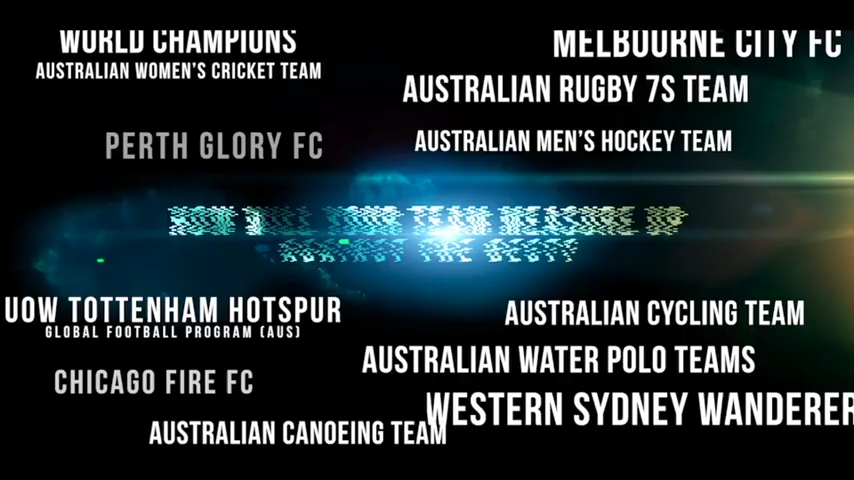 WORLD CHAMPIONS
AUSTRALIAN WOMEN'S CRICKET TEAM
MELBOURNE CITY FC
AUSTRALIAN RUGBY 7S TEAM
PERTH GLORY FC
AUSTRALIAN MEN'S HOCKEY TEAM
TEAM
THE
UOW TOTTENHAM HOTSPUR
GLOBAL FOOTBALL PROGRAM (AUS)
AUSTRALIAN CYCLING TEAM
AUSTRALIAN WATER POLO TEAMS
CHICAGO FIRE FC
WESTERN SYDNEY WANDERER
AUSTRALIAN CANOEING TEAM